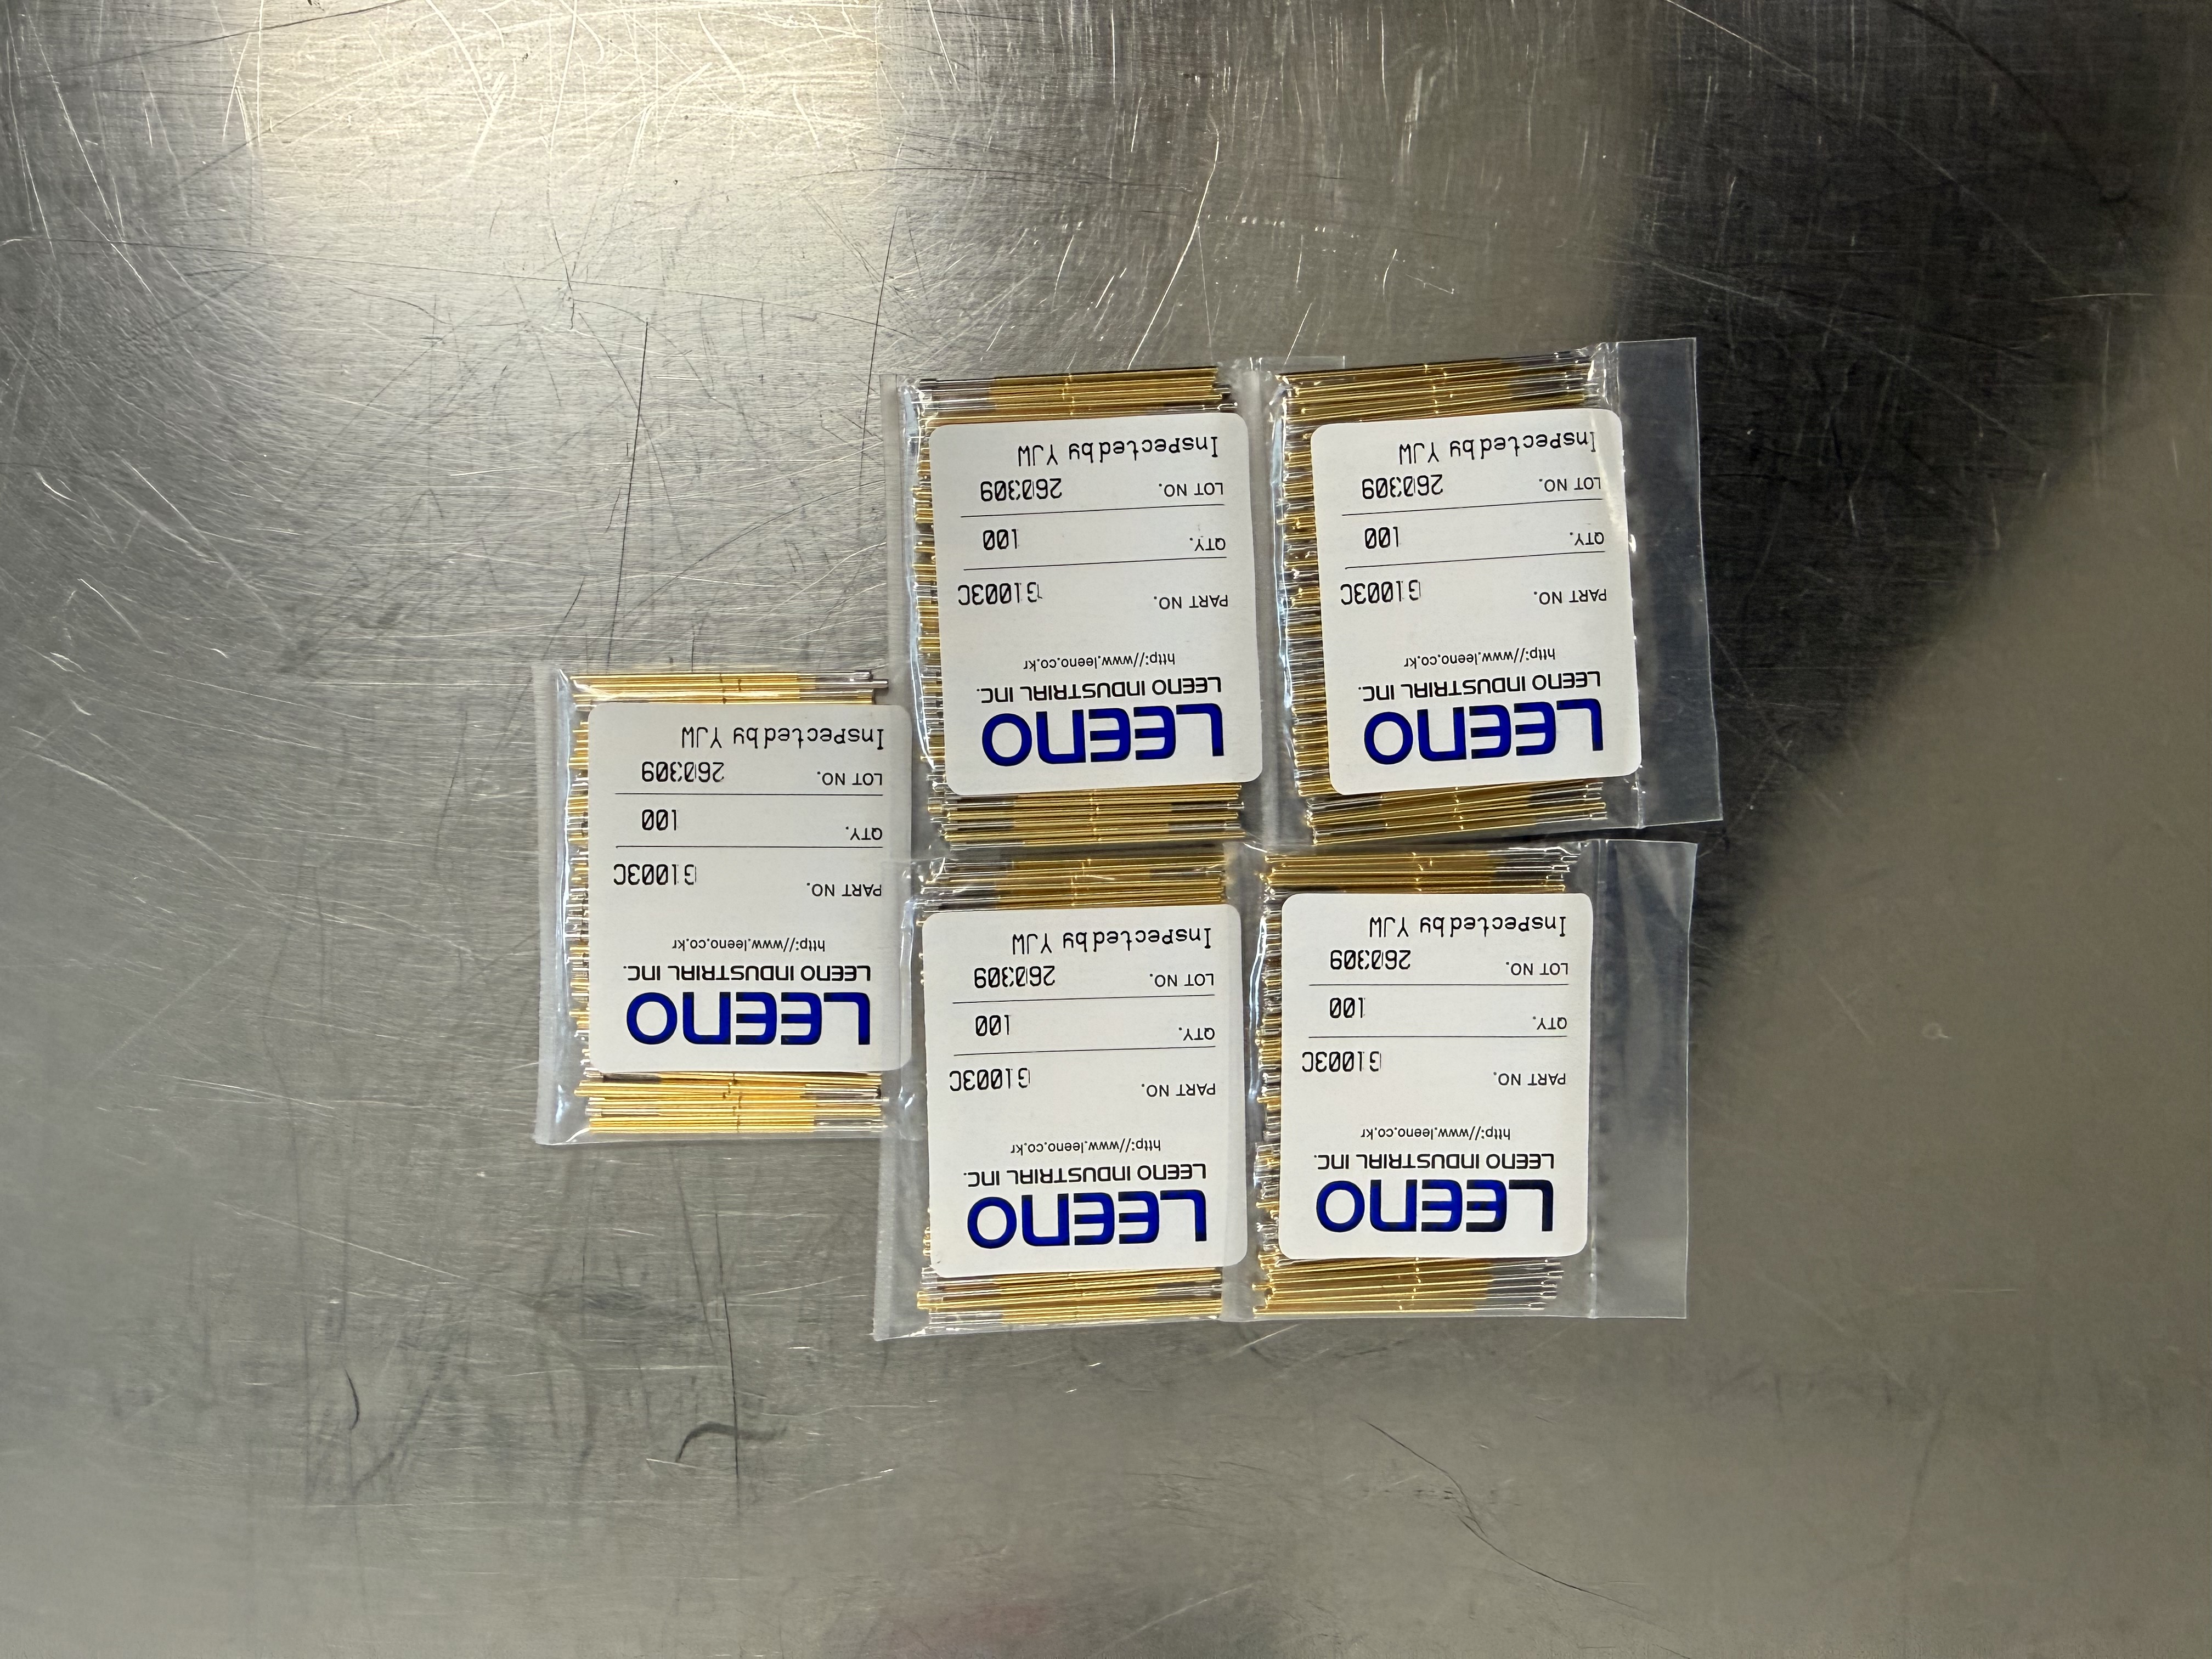 LEENO
LEENO INDUSTRIAL INC.
http://www.leeno.co.kr
PART NO. G1003C
QTY. 100
LOT NO. 260309
Inspected by YJW
LEENO
LEENO INDUSTRIAL INC.
http://www.leeno.co.kr
PART NO. G1003C
QTY. 100
LOT NO. 260309
Inspected by YJW
LEENO
LEENO INDUSTRIAL INC.
http://www.leeno.co.kr
PART NO. G1003C
QTY. 100
LOT NO. 260309
Inspected by YJW
LEENO
LEENO INDUSTRIAL INC.
http://www.leeno.co.kr
PART NO. G1003C
QTY. 100
LOT NO. 260309
Inspected by YJW
LEENO
LEENO INDUSTRIAL INC.
http://www.leeno.co.kr
PART NO. G1003C
QTY. 100
LOT NO. 260309
Inspected by YJW